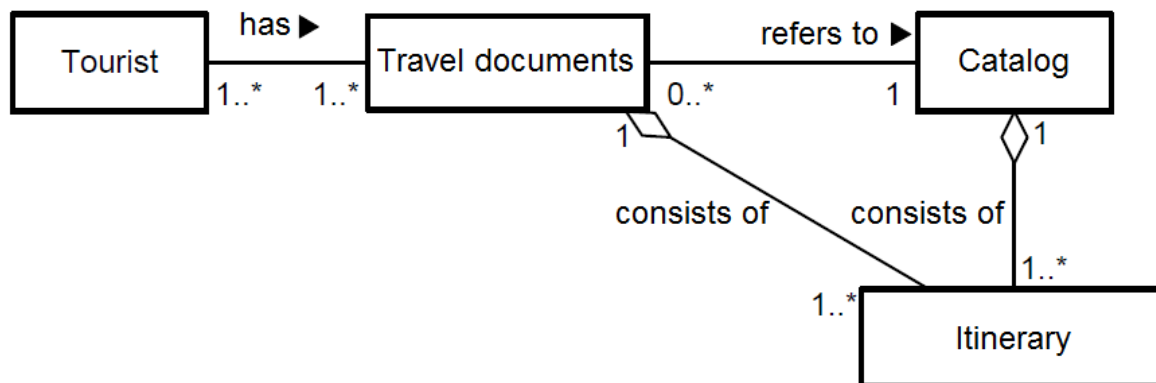 has ▶
refers to ▶
Tourist
Travel documents
Catalog
1..*
1..*
0..*
1
1
1
consists of
consists of
1..*
1..*
Itinerary